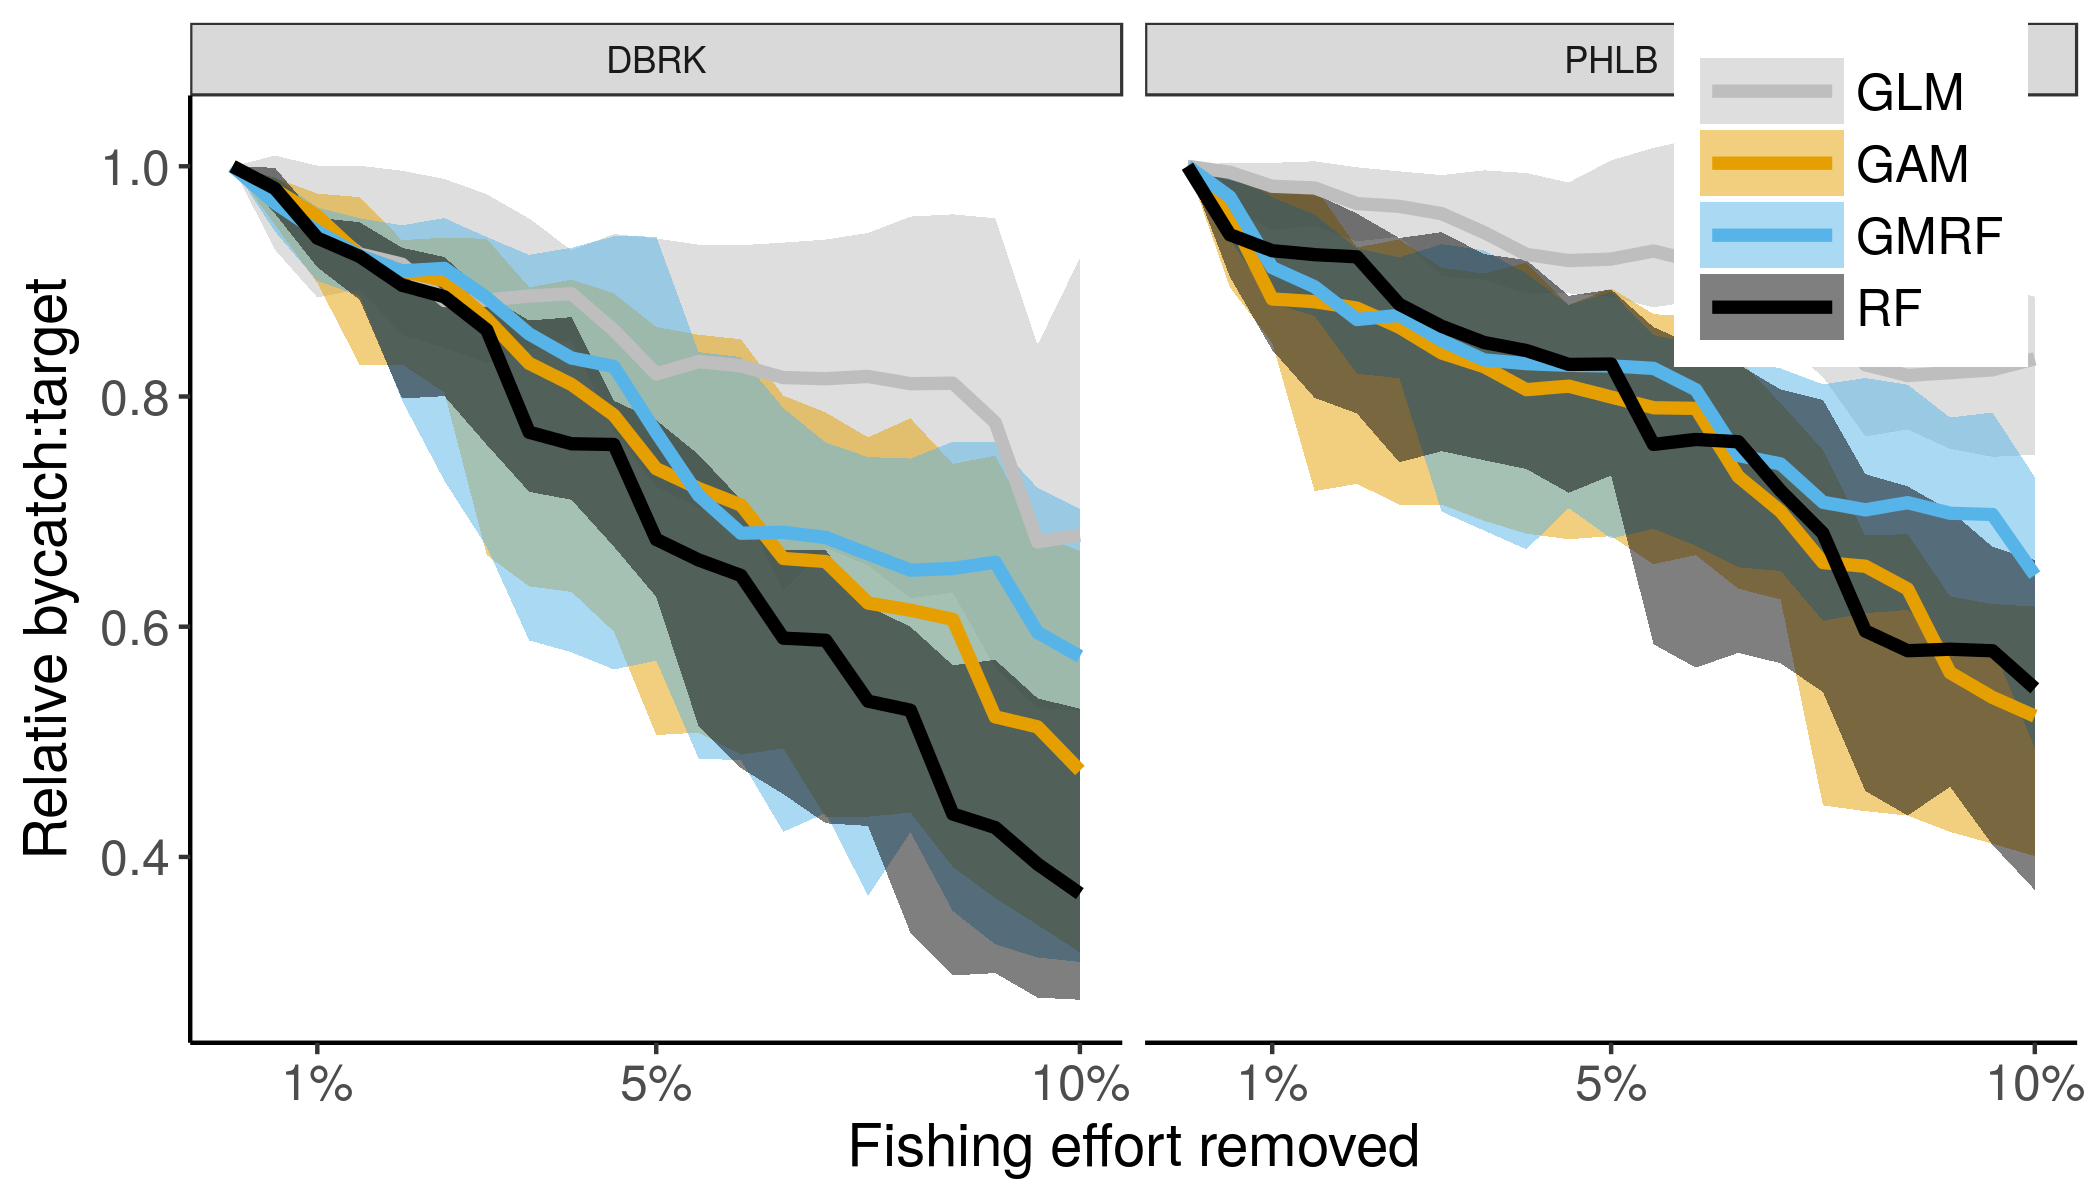 DBRK
PHLB
GLM
GAM
GMRF
RF
1.0
0.8
0.6
0.4
Relative bycatch:target
1%
5%
10%
1%
5%
10%
Fishing effort removed